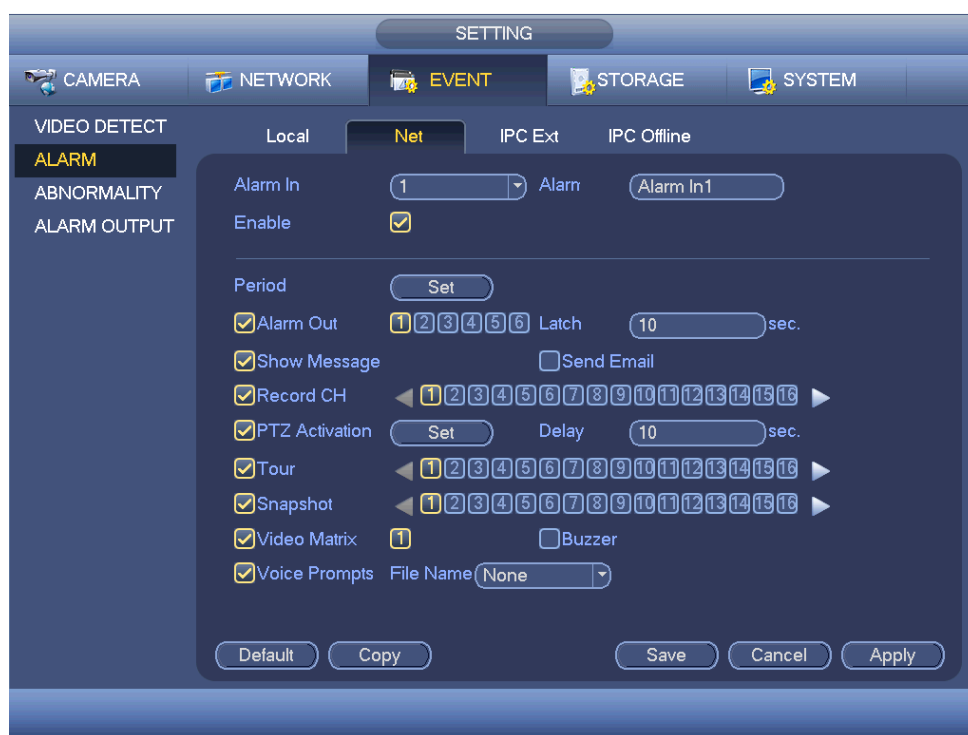 SETTING
CAMERA NETWORK EVENT STORAGE SYSTEM
VIDEO DETECT
ALARM
ABNORMALITY
ALARM OUTPUT
Local Net IPC Ext IPC Offline
Alarm In 1 Alarm Alarm In1
Enable
Period Set
Alarm Out 1 2 3 4 5 6 Latch 10 sec.
Show Message Send Email
Record CH 1 2 3 4 5 6 7 8 9 10 11 12 13 14 15 16
PTZ Activation Set Delay 10 sec.
Tour 1 2 3 4 5 6 7 8 9 10 11 12 13 14 15 16
Snapshot 1 2 3 4 5 6 7 8 9 10 11 12 13 14 15 16
Video Matrix 1 Buzzer
Voice Prompts File Name None
Default Copy Save Cancel Apply